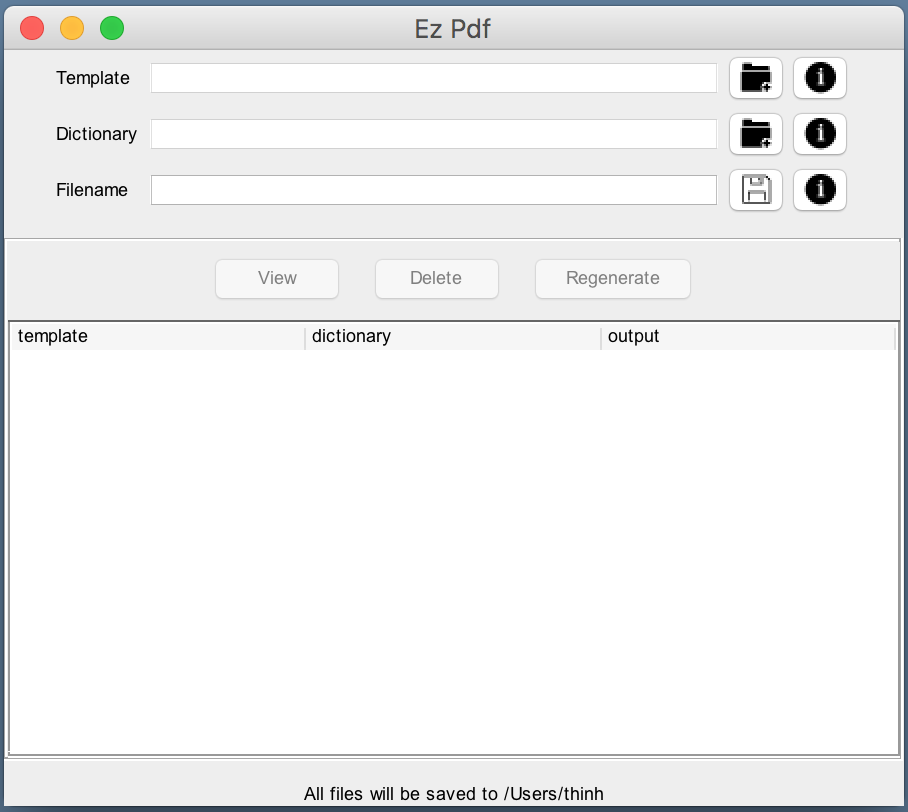 Ez Pdf
Template
Dictionary
Filename
View Delete Regenerate
template dictionary output
All files will be saved to /Users/thinh